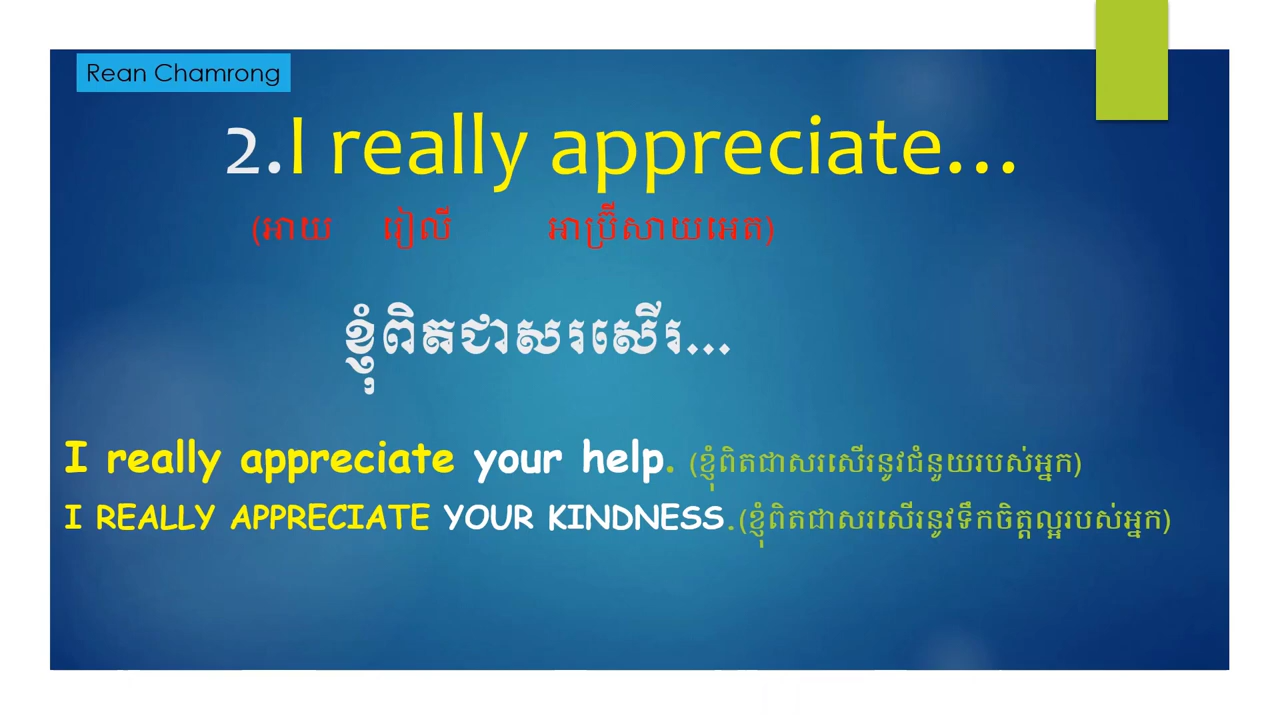 Rean Chamrong
2.I really appreciate...
(អាយ រៀលី អាប្រ៊ីសាយអេត)
ខ្ញុំពិតជាសរសើរ...
I really appreciate your help. (ខ្ញុំពិតជាសរសើរនូវជំនួយរបស់អ្នក)
I REALLY APPRECIATE YOUR KINDNESS.(ខ្ញុំពិតជាសរសើរនូវទឹកចិត្តល្អរបស់អ្នក)